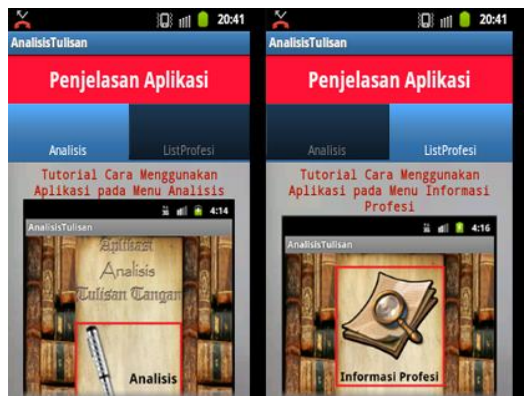 20:41
AnalisisTulisan
Penjelasan Aplikasi
Analisis
ListProfesi
Tutorial Cara Menggunakan
Aplikasi pada Menu Analisis
4:14
AnalisisTulisan
Aplikasi
Analisis
Tulisan Tangan
Analisis
20:41
AnalisisTulisan
Penjelasan Aplikasi
Analisis
ListProfesi
Tutorial Cara Menggunakan
Aplikasi pada Menu Informasi
Profesi
4:16
AnalisisTulisan
Informasi Profesi